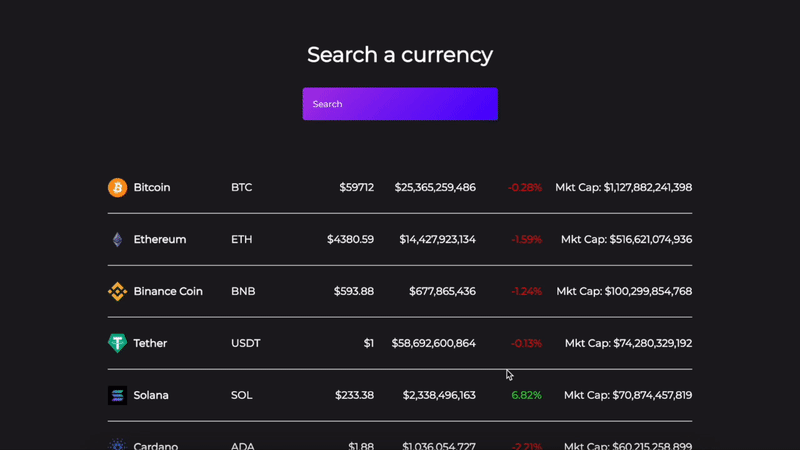 Search a currency
Search
Bitcoin BTC $59712 $25,365,259,486 -0.28% Mkt Cap: $1,127,882,241,398
Ethereum ETH $4380.59 $14,427,923,134 -1.59% Mkt Cap: $516,621,074,936
Binance Coin BNB $593.88 $677,865,436 -1.24% Mkt Cap: $100,299,854,768
Tether USDT $1 $58,692,600,864 -0.13% Mkt Cap: $74,280,329,192
Solana SOL $233.38 $2,338,496,163 6.82% Mkt Cap: $70,874,457,819
Cardano ADA $1.88 $1,036,054,727 -2.21% Mkt Cap: $60,215,258,899